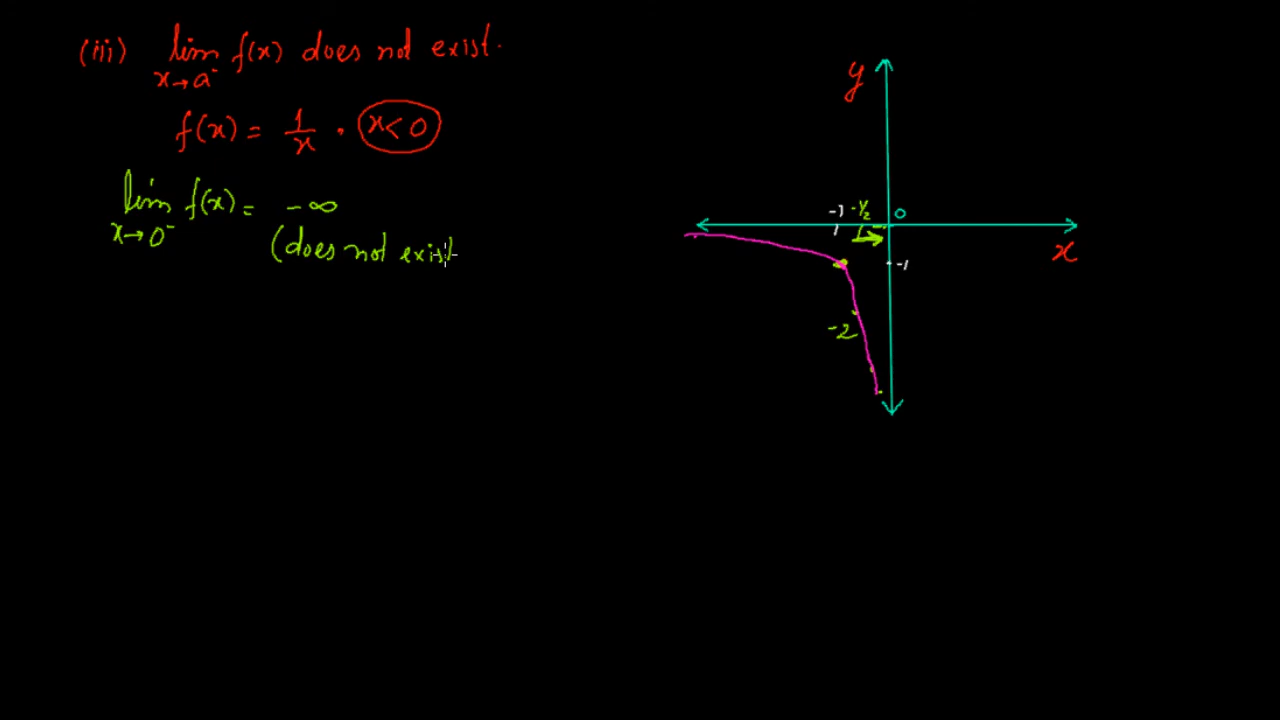 (iii) lim f(x) does not exist.
x→a⁻
f(x) = 1/x . x<0
lim f(x) = -∞
x→0⁻
(does not exist
y
-1 -1/2 0
x
-1
-2